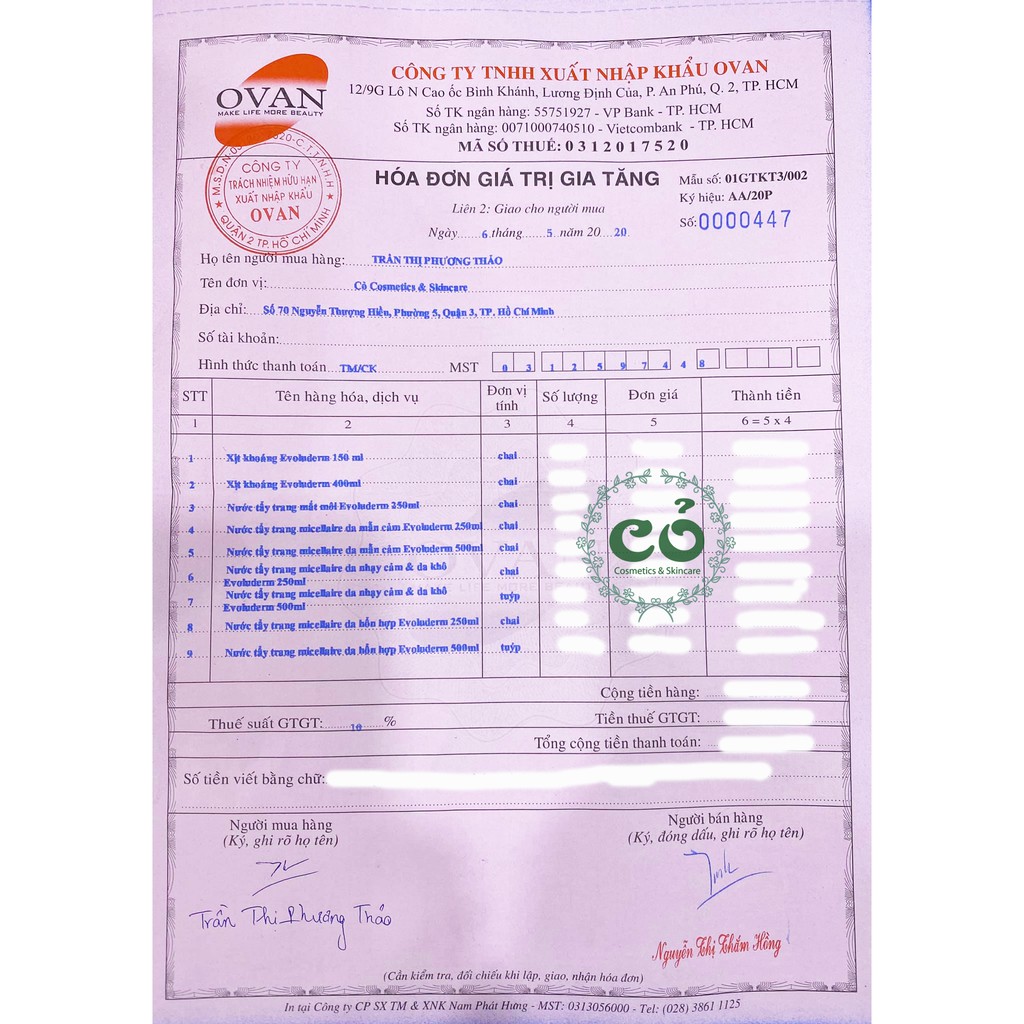 OVAN
MAKE LIFE MORE BEAUTY
CÔNG TY TNHH XUẤT NHẬP KHẨU OVAN
12/9G Lô N Cao ốc Bình Khánh, Lương Định Của, P. An Phú, Q. 2, TP. HCM
Số TK ngân hàng: 55751927 - VP Bank - TP. HCM
Số TK ngân hàng: 0071000740510 - Vietcombank - TP. HCM
MÃ SỐ THUẾ: 0312017520
CÔNG TY
TRÁCH NHIỆM HỮU HẠN
XUẤT NHẬP KHẨU
OVAN
QUẬN 2 TP. HỒ CHÍ MINH
HÓA ĐƠN GIÁ TRỊ GIA TĂNG
Liên 2: Giao cho người mua
Ngày 6 tháng 5 năm 20 20
Mẫu số: 01GTKT3/002
Ký hiệu: AA/20P
Số: 0000447
Họ tên người mua hàng: TRẦN THỊ PHƯƠNG THẢO
Tên đơn vị: Cỏ Cosmetics & Skincare
Địa chỉ: Số 70 Nguyễn Thượng Hiền, Phường 5, Quận 3, TP. Hồ Chí Minh
Số tài khoản:
Hình thức thanh toán TM/CK MST 0 3 1 2 5 9 7 4 4 8
STT Tên hàng hóa, dịch vụ Đơn vị tính Số lượng Đơn giá Thành tiền
1 2 3 4 5 6 = 5 x 4
1 Xịt khoáng Evoluderm 150 ml chai
2 Xịt khoáng Evoluderm 400ml chai
3 Nước tẩy trang mắt môi Evoluderm 250ml chai
4 Nước tẩy trang micellaire da mẫn cảm Evoluderm 250ml chai
5 Nước tẩy trang micellaire da mẫn cảm Evoluderm 500ml chai
6 Nước tẩy trang micellaire da nhạy cảm & da khô Evoluderm 250ml chai
7 Nước tẩy trang micellaire da nhạy cảm & da khô Evoluderm 500ml tuýp
8 Nước tẩy trang micellaire da hỗn hợp Evoluderm 250ml chai
9 Nước tẩy trang micellaire da hỗn hợp Evoluderm 500ml tuýp
CỎ
Cosmetics & Skincare
Cộng tiền hàng:
Thuế suất GTGT: 10 % Tiền thuế GTGT:
Tổng cộng tiền thanh toán:
Số tiền viết bằng chữ:
Người mua hàng
(Ký, ghi rõ họ tên)
Trần Thị Phương Thảo
Người bán hàng
(Ký, đóng dấu, ghi rõ họ tên)
Nguyễn Thị Thắm Hồng
(Cần kiểm tra, đối chiếu khi lập, giao, nhận hóa đơn)
In tại Công ty CP SX TM & XNK Nam Phát Hưng - MST: 0313056000 - Tel: (028) 3861 1125